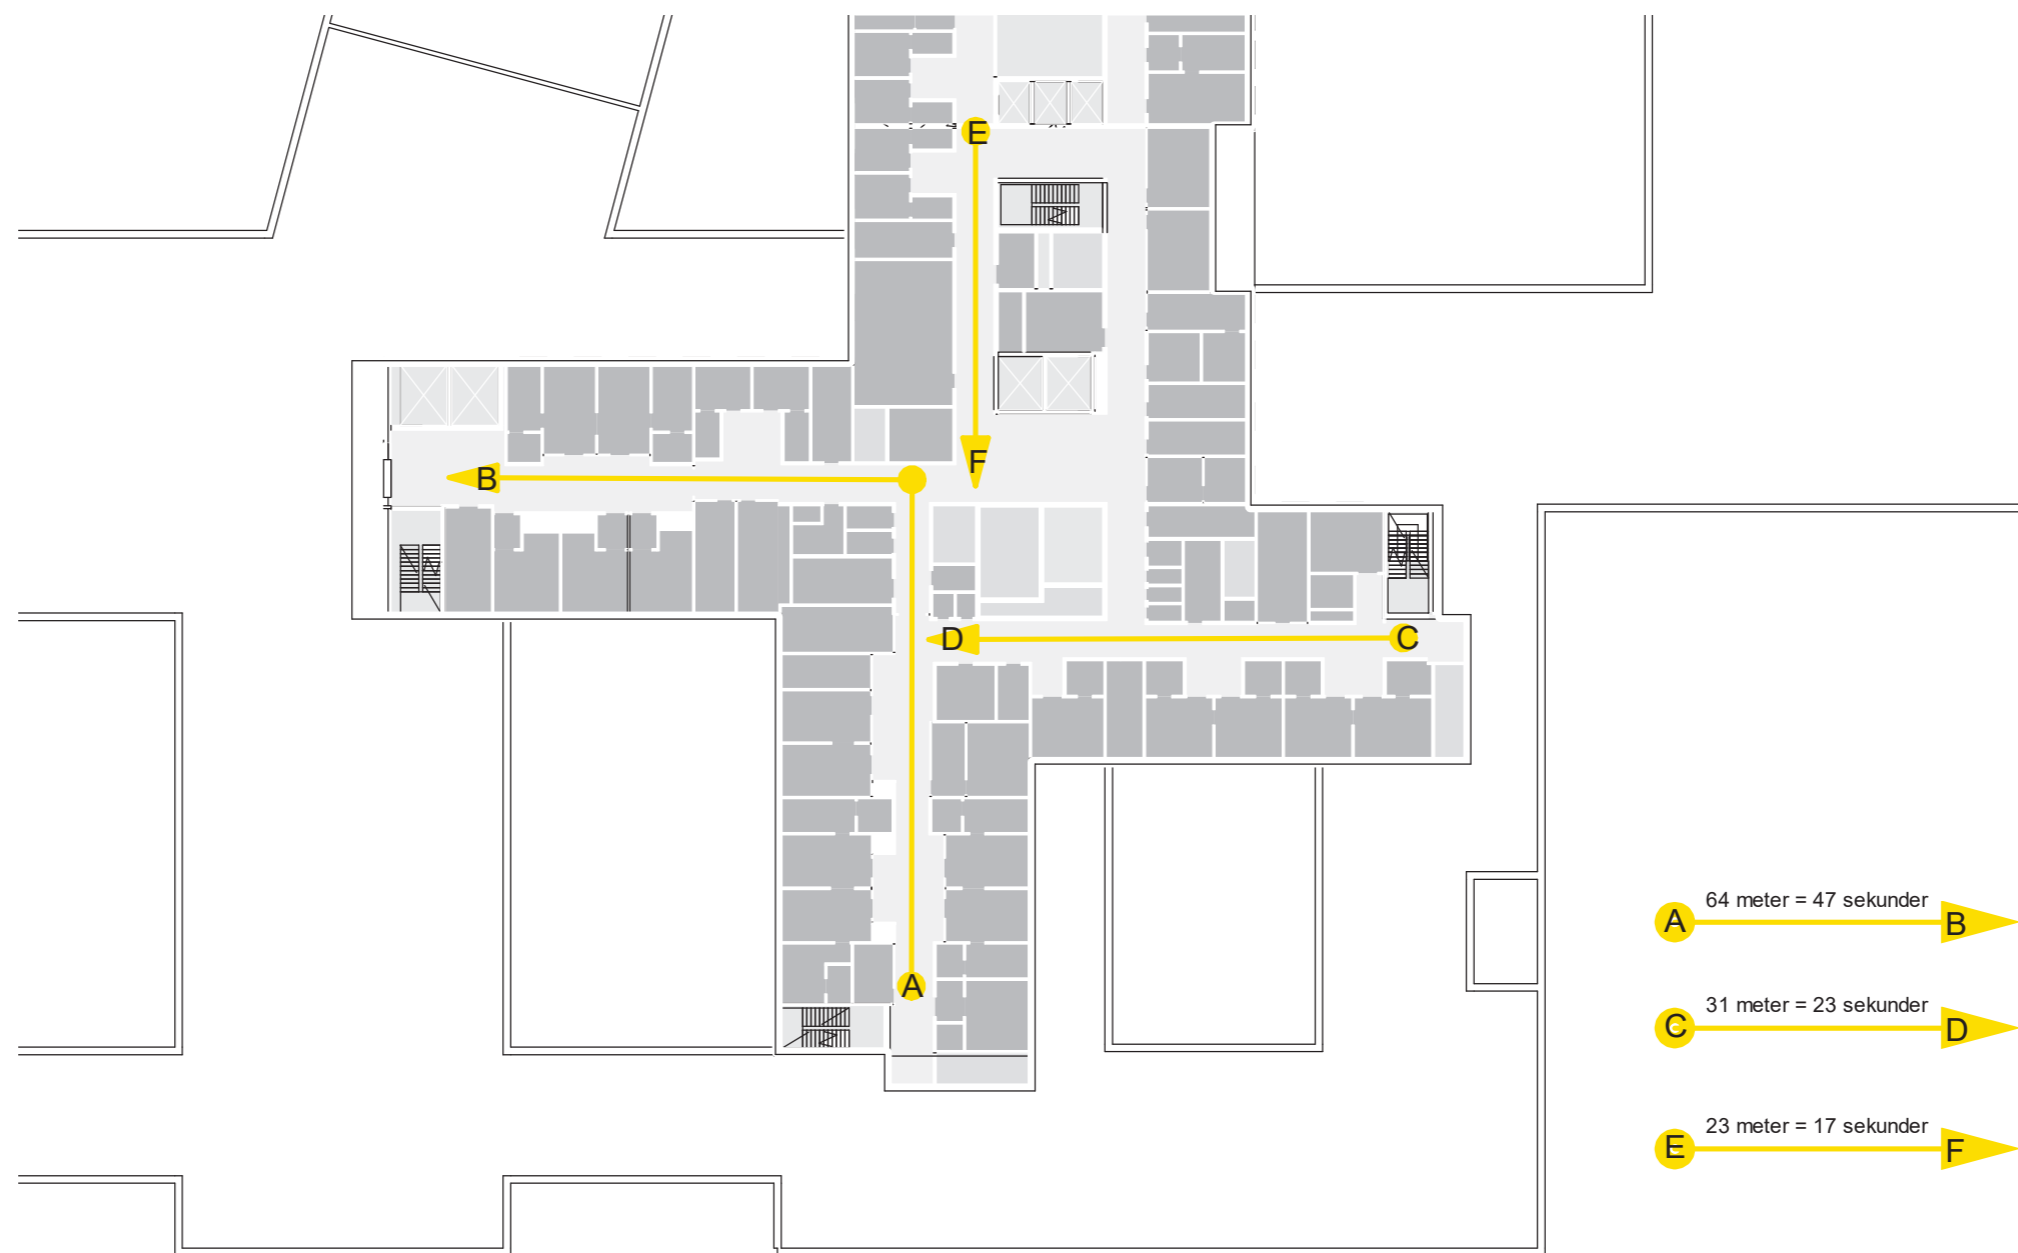 E
F
B
D
C
A
64 meter = 47 sekunder
A
B
31 meter = 23 sekunder
C
D
23 meter = 17 sekunder
E
F